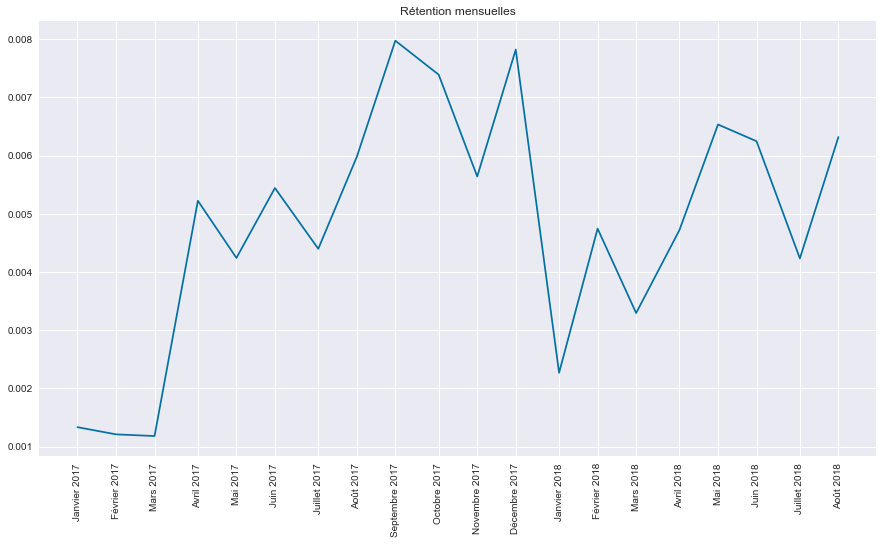 Rétention mensuelles
0.008
0.007
0.006
0.005
0.004
0.003
0.002
0.001
Janvier 2017
Février 2017
Mars 2017
Avril 2017
Mai 2017
Juin 2017
Juillet 2017
Août 2017
Septembre 2017
Octobre 2017
Novembre 2017
Décembre 2017
Janvier 2018
Février 2018
Mars 2018
Avril 2018
Mai 2018
Juin 2018
Juillet 2018
Août 2018